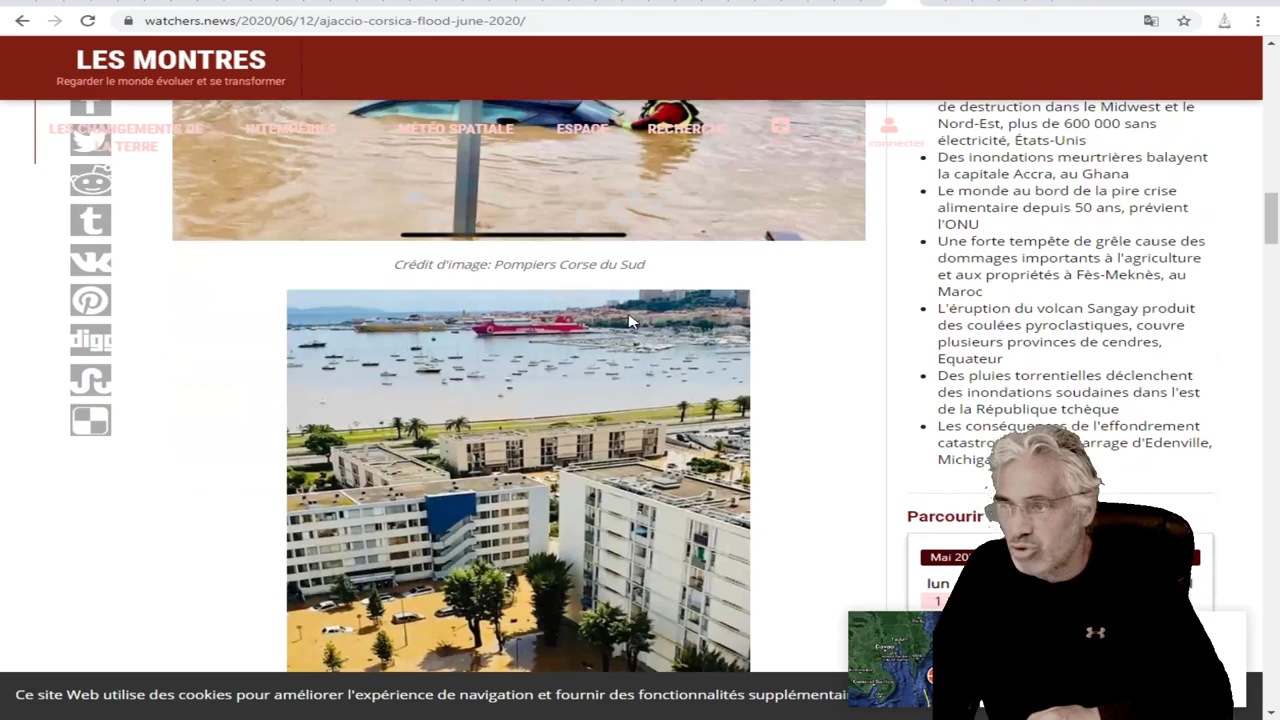 watchers.news/2020/06/12/ajaccio-corsica-flood-june-2020/
LES MONTRES
Regarder le monde évoluer et se transformer
LES CHANGEMENTS DE
LA TERRE
INTEMPÉRIES
MÉTÉO SPATIALE
ESPACE
RECHERCHE
connecter
digg
Crédit d'image: Pompiers Corse du Sud
de destruction dans le Midwest et le
Nord-Est, plus de 600 000 sans
électricité, États-Unis
Des inondations meurtrières balayent
la capitale Accra, au Ghana
Le monde au bord de la pire crise
alimentaire depuis 50 ans, prévient
l'ONU
Une forte tempête de grêle cause des
dommages importants à l'agriculture
et aux propriétés à Fès-Meknès, au
Maroc
L'éruption du volcan Sangay produit
des coulées pyroclastiques, couvre
plusieurs provinces de cendres,
Equateur
Des pluies torrentielles déclenchent
des inondations soudaines dans l'est
de la République tchèque
Les conséquences de l'effondrement
d'Edenville,
Parcourir
Mai
lun
1
Ce site Web utilise des cookies pour améliorer l'expérience de navigation et fournir des fonctionnalités